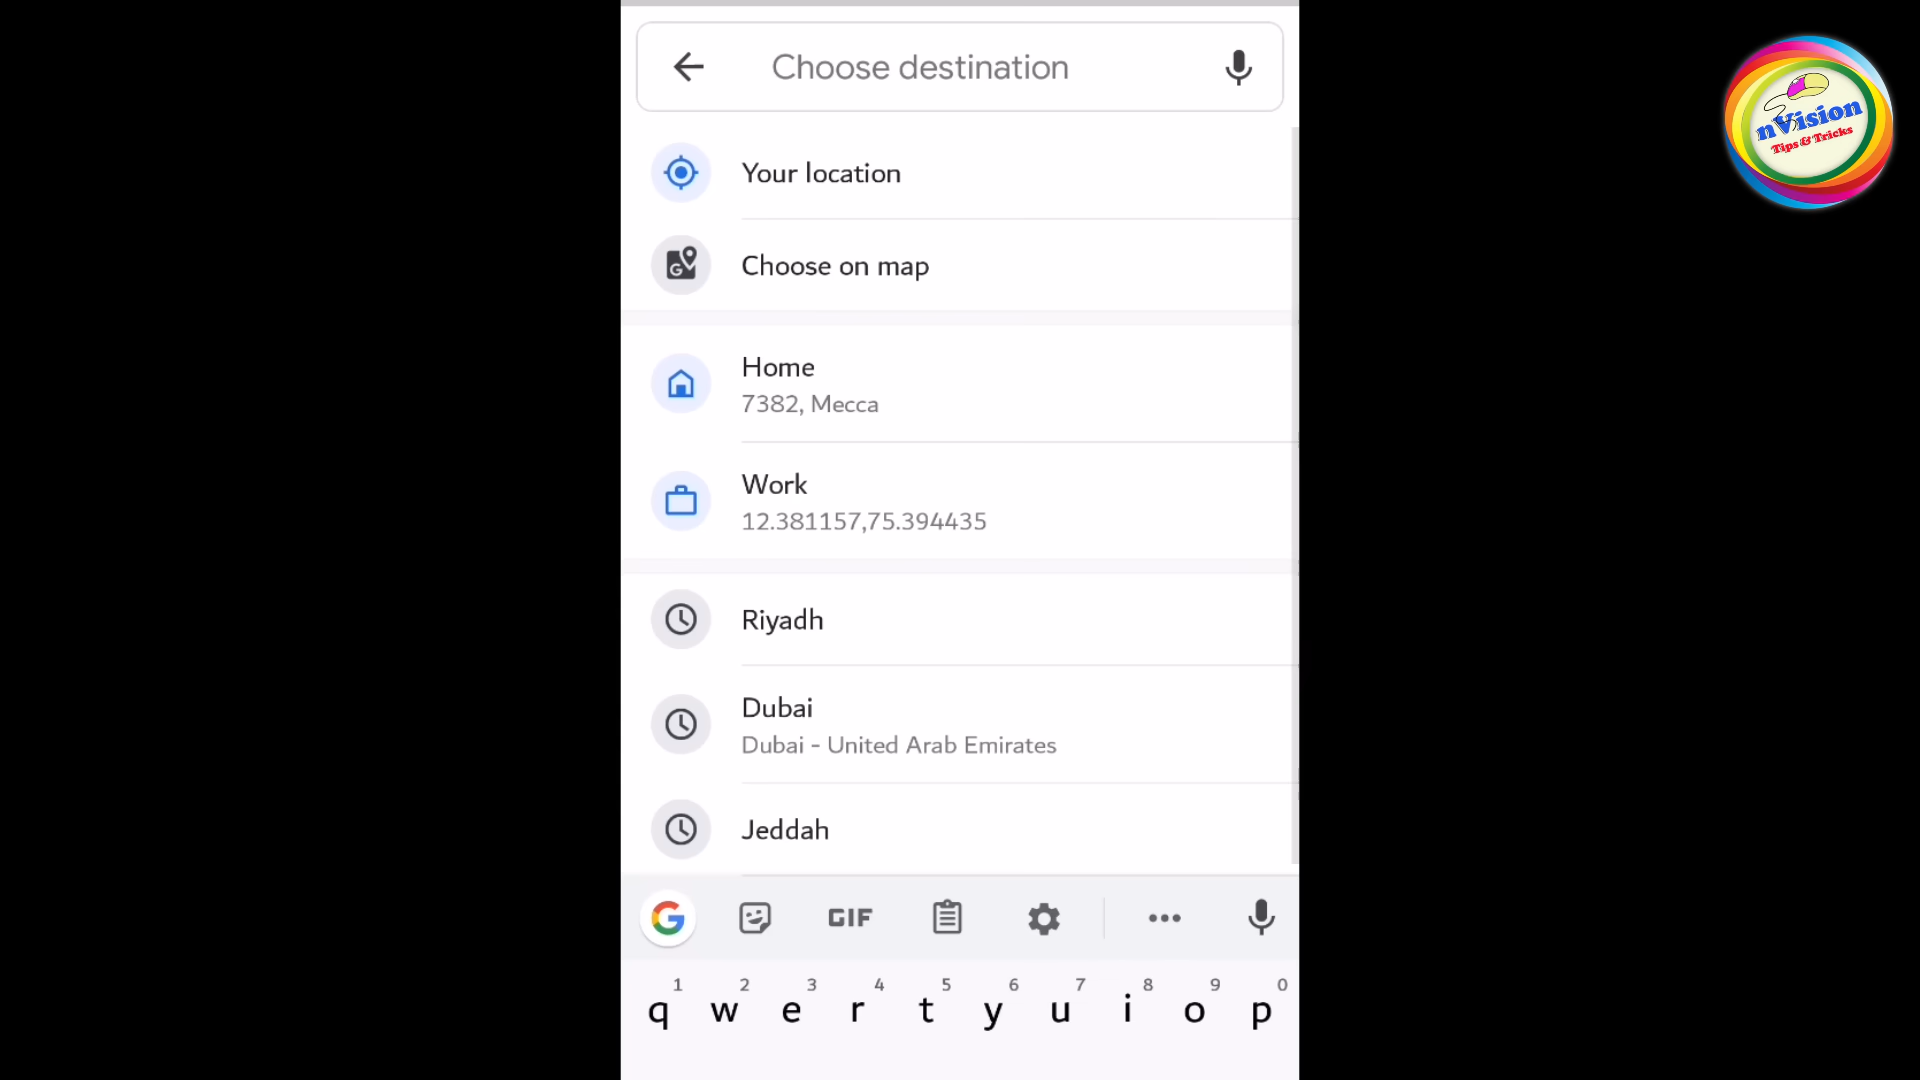 Choose destination
nVision
Tips & Tricks
Your location
Choose on map
Home
7382, Mecca
Work
12.381157,75.394435
Riyadh
Dubai
Dubai - United Arab Emirates
Jeddah
G GIF
1 2 3 4 5 6 7 8 9 0
q w e r t y u i o p